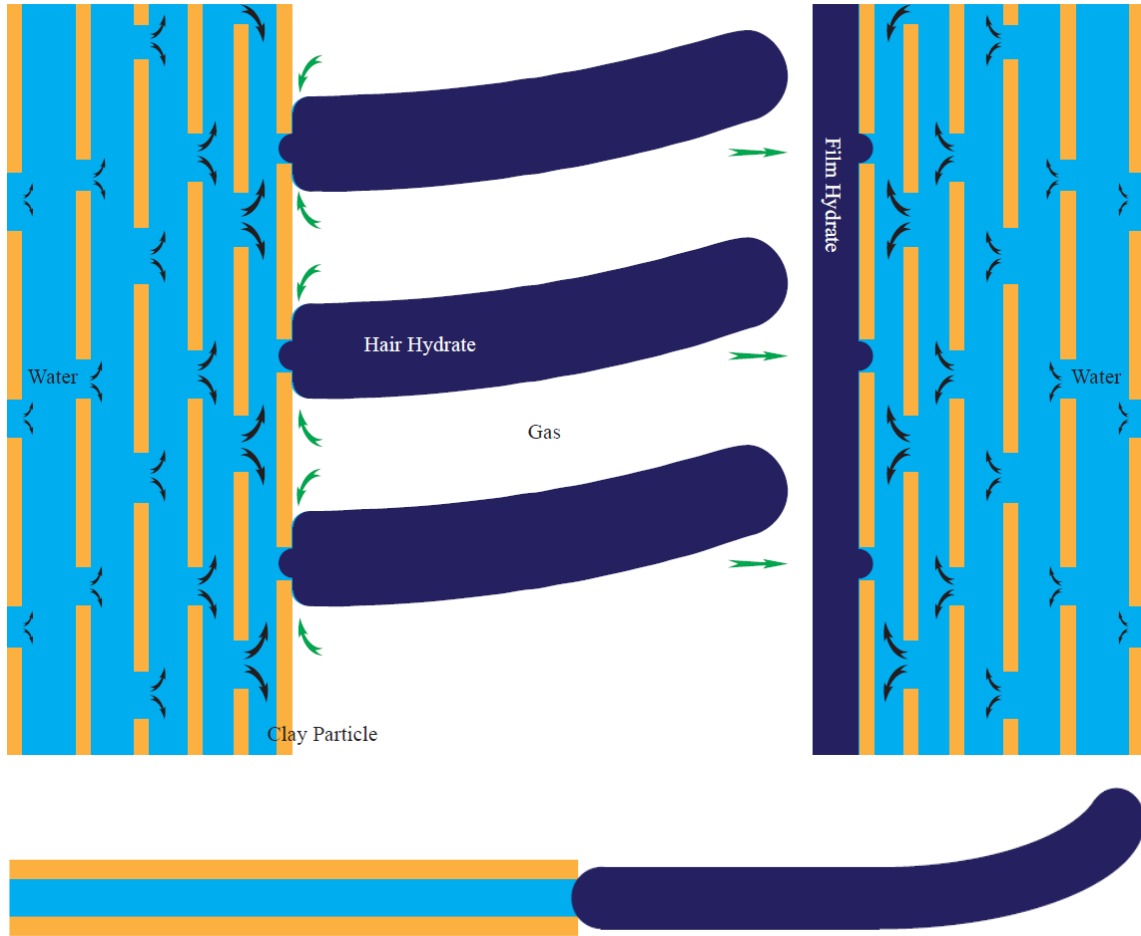 Film Hydrate
Hair Hydrate
Water
Water
Gas
Clay Particle